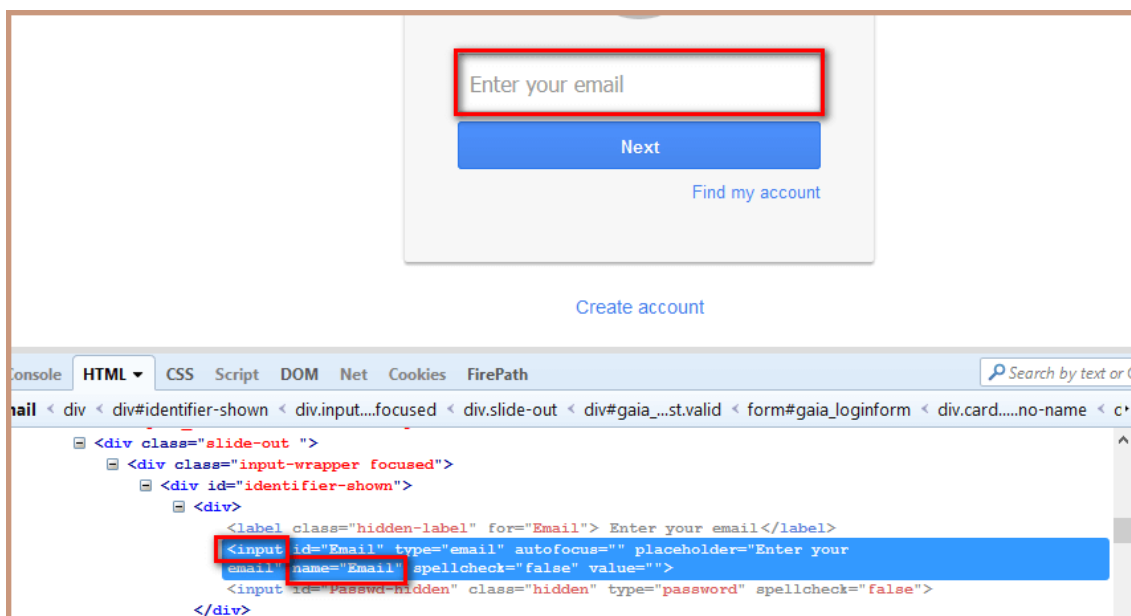 Enter your email
Next
Find my account
Create account
Console HTML CSS Script DOM Net Cookies FirePath Search by text or
mail < div < div#identifier-shown < div.input....focused < div.slide-out < div#gaia_...st.valid < form#gaia_loginform < div.card.....no-name < c
<div class="slide-out ">
<div class="input-wrapper focused">
<div id="identifier-shown">
<div>
<label class="hidden-label" for="Email"> Enter your email</label>
<input id="Email" type="email" autofocus="" placeholder="Enter your
email" name="Email" spellcheck="false" value="">
<input id="Passwd-hidden" class="hidden" type="password" spellcheck="false">
</div>